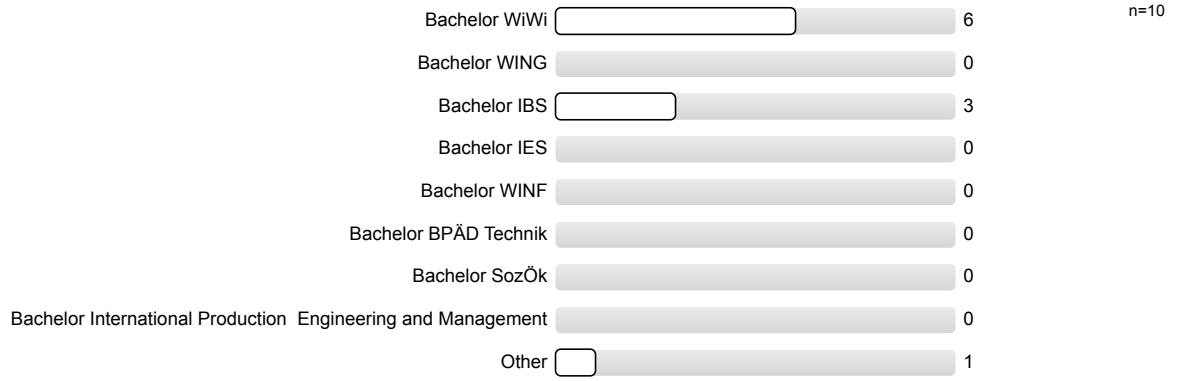 Bachelor WiWi 6 n=10
Bachelor WING 0
Bachelor IBS 3
Bachelor IES 0
Bachelor WINF 0
Bachelor BPÄD Technik 0
Bachelor SozÖk 0
Bachelor International Production  Engineering and Management 0
Other 1